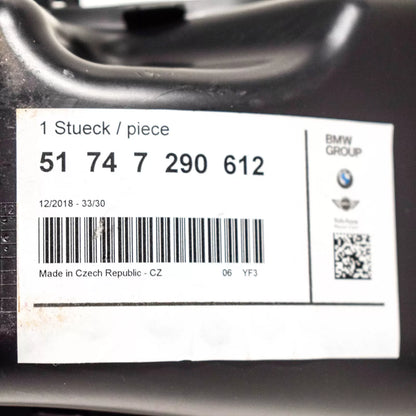 1 Stueck / piece
51 74 7 290 612
12/2018 - 33/30
Made in Czech Republic - CZ 06 YF3
BMW
GROUP